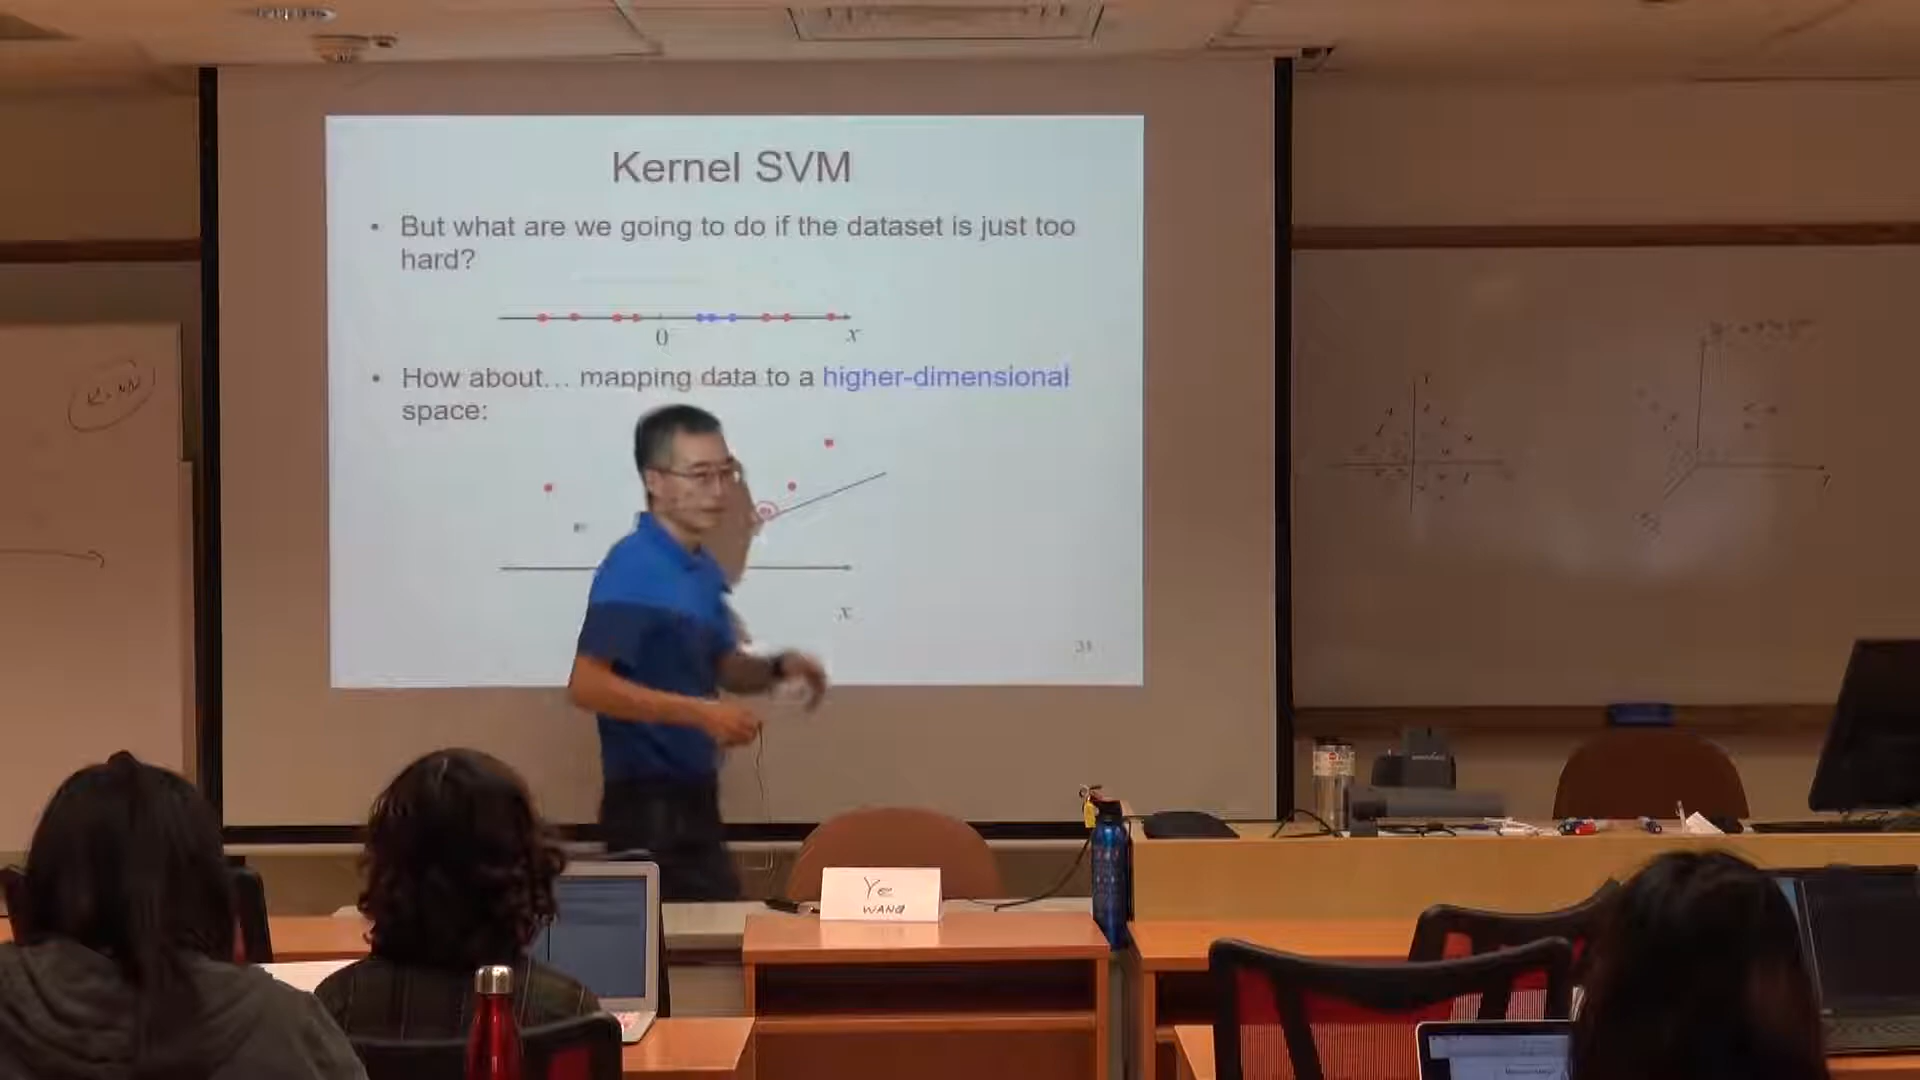 Kernel SVM
• But what are we going to do if the dataset is just too
hard?
0
x
• How about... mapping data to a higher-dimensional
space:
x
31
Ye
WANG